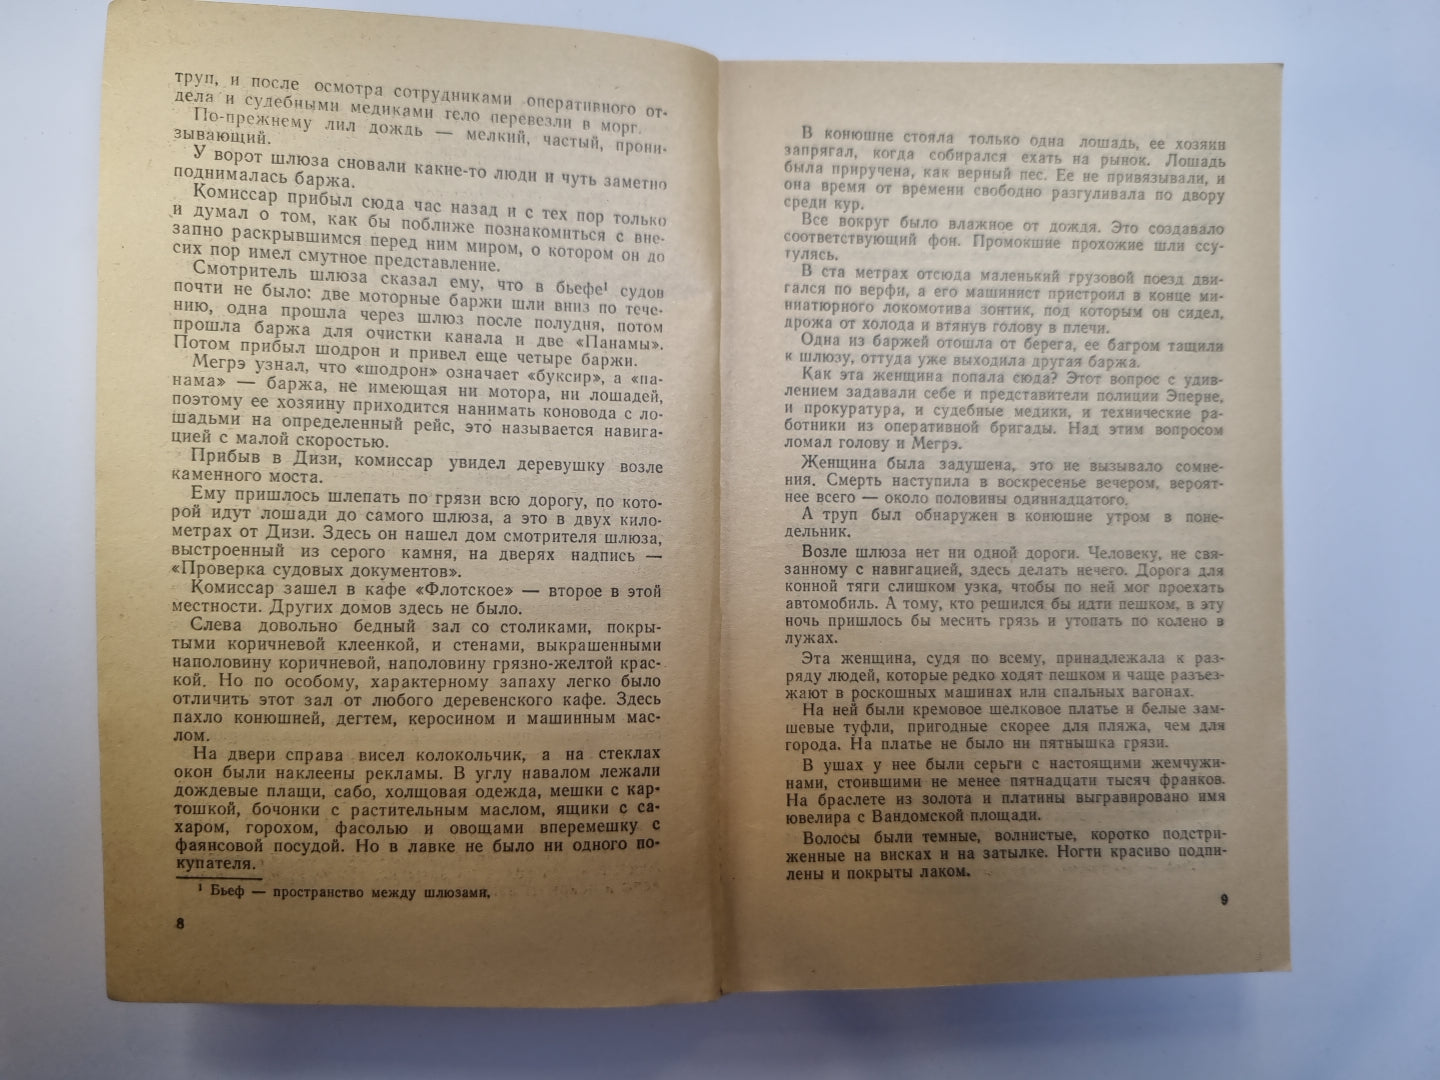 труп, и после осмотра сотрудниками оперативного от-
дела и судебными медиками тело перевезли в морг.
По-прежнему лил дождь — мелкий, частый, прони-
зывающий.
У ворот шлюза сновали какие-то люди и чуть заметно
поднималась баржа.
Комиссар прибыл сюда час назад и с тех пор только
и думал о том, как бы поближе познакомиться с вне-
запно раскрывшимся перед ним миром, о котором он до
сих пор имел смутное представление.
Смотритель шлюза сказал ему, что в бьефе¹ судов
почти не было: две моторные баржи шли вниз по тече-
нию, одна прошла через шлюз после полудня, потом
прошла баржа для очистки канала и две «Панамы».
Потом прибыл шодрон и привел еще четыре баржи.
Мегрэ узнал, что «шодрон» означает «буксир», а «па-
нама» — баржа, не имеющая ни мотора, ни лошадей,
поэтому ее хозяину приходится нанимать коновода с ло-
шадьми на определенный рейс, это называется навига-
цией с малой скоростью.
Прибыв в Дизи, комиссар увидел деревушку возле
каменного моста.
Ему пришлось шлепать по грязи всю дорогу, по кото-
рой идут лошади до самого шлюза, а это в двух кило-
метрах от Дизи. Здесь он нашел дом смотрителя шлюза,
выстроенный из серого камня, на дверях надпись —
«Проверка судовых документов».
Комиссар зашел в кафе «Флотское» — второе в этой
местности. Других домов здесь не было.
Слева довольно бедный зал со столиками, покры-
тыми коричневой клеенкой, и стенами, выкрашенными
наполовину коричневой, наполовину грязно-желтой крас-
кой. Но по особому, характерному запаху легко было
отличить этот зал от любого деревенского кафе. Здесь
пахло конюшней, дегтем, керосином и машинным мас-
лом.
На двери справа висел колокольчик, а на стеклах
окон были наклеены рекламы. В углу навалом лежали
дождевые плащи, сабо, холщовая одежда, мешки с кар-
тошкой, бочонки с растительным маслом, ящики с са-
харом, горохом, фасолью и овощами вперемешку с
фаянсовой посудой. Но в лавке не было ни одного по-
купателя.
¹ Бьеф — пространство между шлюзами.
8
В конюшне стояла только одна лошадь, ее хозяин
запрягал, когда собирался ехать на рынок. Лошадь
была приручена, как верный пес. Ее не привязывали, и
она время от времени свободно разгуливала по двору
среди кур.
Все вокруг было влажное от дождя. Это создавало
соответствующий фон. Промокшие прохожие шли ссу-
тулясь.
В ста метрах отсюда маленький грузовой поезд дви-
гался по верфи, а его машинист пристроил в конце ми-
ниатюрного локомотива зонтик, под которым он сидел,
дрожа от холода и втянув голову в плечи.
Одна из баржей отошла от берега, ее багром тащили
к шлюзу, оттуда уже выходила другая баржа.
Как эта женщина попала сюда? Этот вопрос с удив-
лением задавали себе и представители полиции Эперне,
и прокуратура, и судебные медики, и технические ра-
ботники из оперативной бригады. Над этим вопросом
ломал голову и Мегрэ.
Женщина была задушена, это не вызывало сомне-
ния. Смерть наступила в воскресенье вечером, вероят-
нее всего — около половины одиннадцатого.
А труп был обнаружен в конюшне утром в поне-
дельник.
Возле шлюза нет ни одной дороги. Человеку, не свя-
занному с навигацией, здесь делать нечего. Дорога для
конной тяги слишком узка, чтобы по ней мог проехать
автомобиль. А тому, кто решился бы идти пешком, в эту
ночь пришлось бы месить грязь и утопать по колено в
лужах.
Эта женщина, судя по всему, принадлежала к раз-
ряду людей, которые редко ходят пешком и чаще разъез-
жают в роскошных машинах или спальных вагонах.
На ней были кремовое шелковое платье и белые зам-
шевые туфли, пригодные скорее для пляжа, чем для
города. На платье не было ни пятнышка грязи.
В ушах у нее были серьги с настоящими жемчужи-
нами, стоившими не менее пятнадцати тысяч франков.
На браслете из золота и платины выгравировано имя
ювелира с Вандомской площади.
Волосы были темные, волнистые, коротко подстри-
женные на висках и на затылке. Ногти красиво подпи-
лены и покрыты лаком.
9